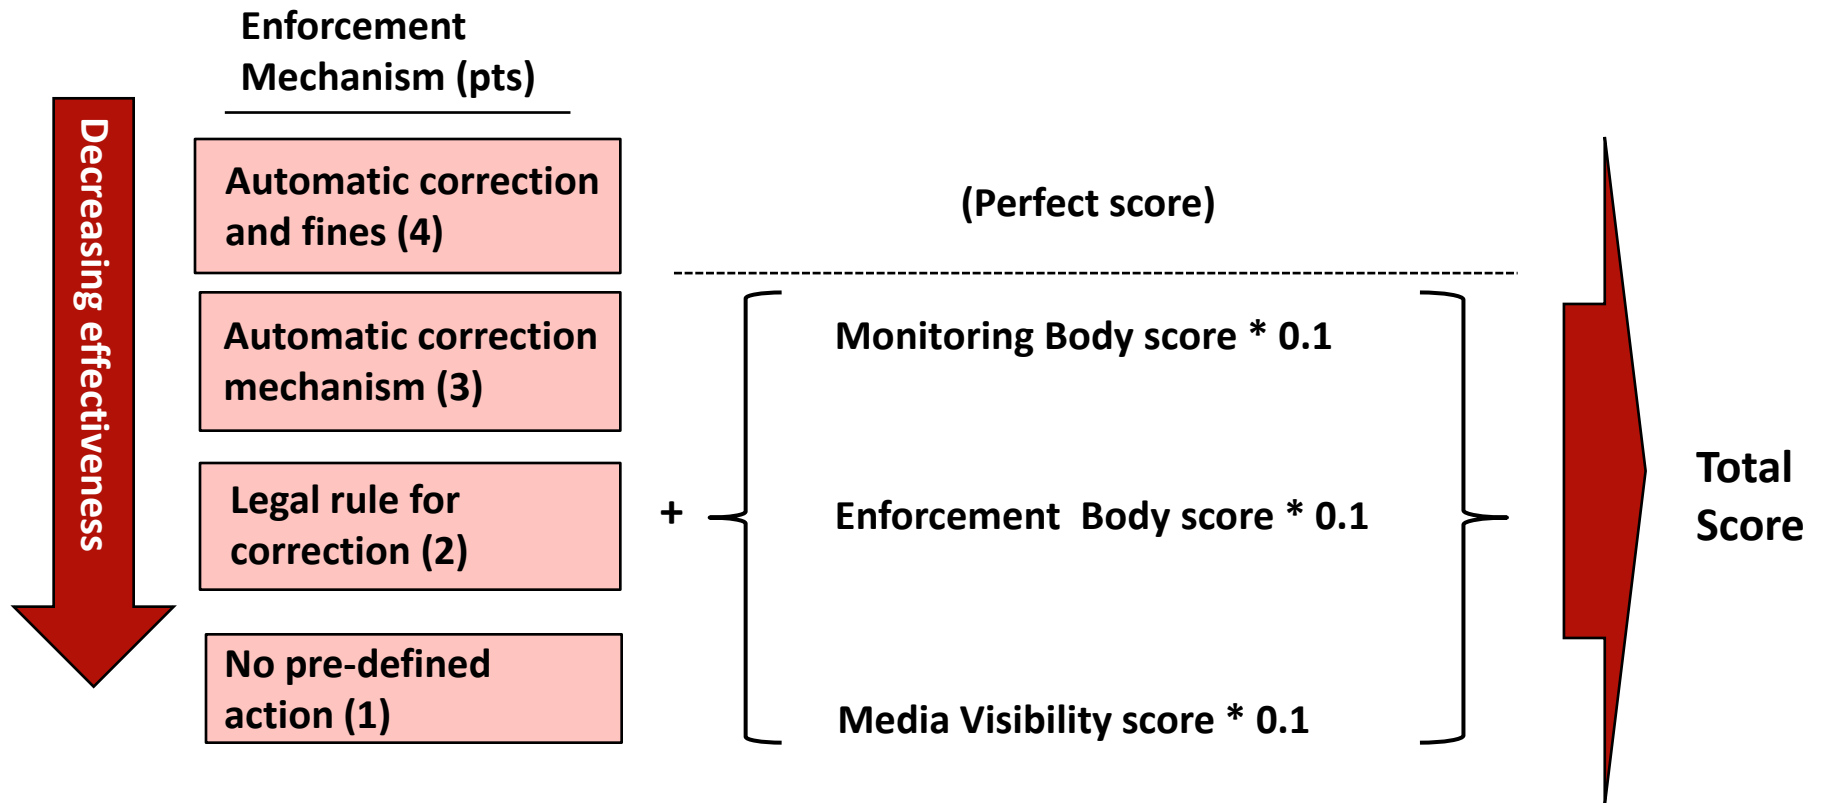 Enforcement
Mechanism (pts)
Decreasing effectiveness
Automatic correction
and fines (4)
(Perfect score)
Automatic correction
mechanism (3)
Monitoring Body score * 0.1
Legal rule for
correction (2)
+
Enforcement  Body score * 0.1
No pre-defined
action (1)
Media Visibility score * 0.1
Total
Score